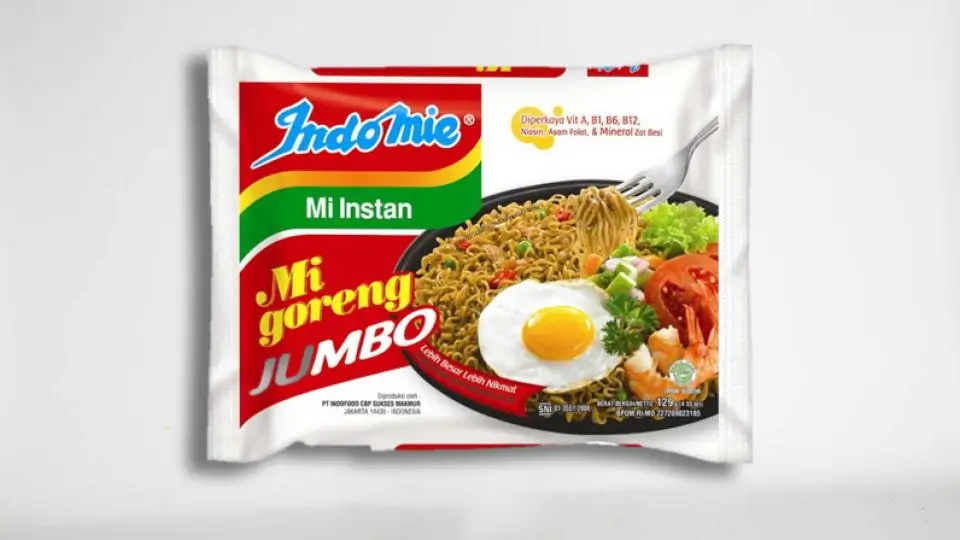 IndoMie®
Mi Instan
Mi
goreng
JUMBO
Diperkaya Vit A, B1, B6, B12,
Niasin, Asam Folat, & Mineral Zat Besi
Lebih Besar Lebih Nikmat
Diproduksi oleh:
PT INDOFOOD CBP SUKSES MAKMUR
JAKARTA 14430 - INDONESIA
SNI 01-3551-2000
BERAT BERSIH/NETTO 129
BPOM RI MD 227209023185